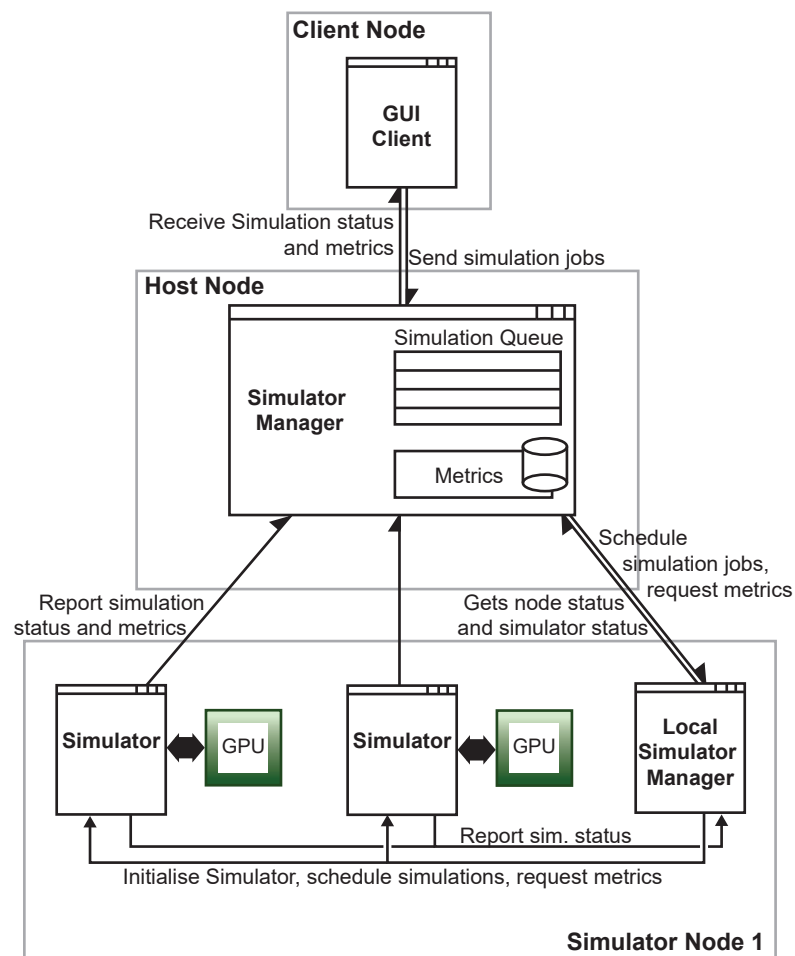 Client Node
GUI
Client
Receive Simulation status
and metrics
Send simulation jobs
Host Node
Simulation Queue
Simulator
Manager
Metrics
Schedule
simulation jobs,
request metrics
Report simulation
status and metrics
Gets node status
and simulator status
Simulator
GPU
Simulator
GPU
Local
Simulator
Manager
Report sim. status
Initialise Simulator, schedule simulations, request metrics
Simulator Node 1